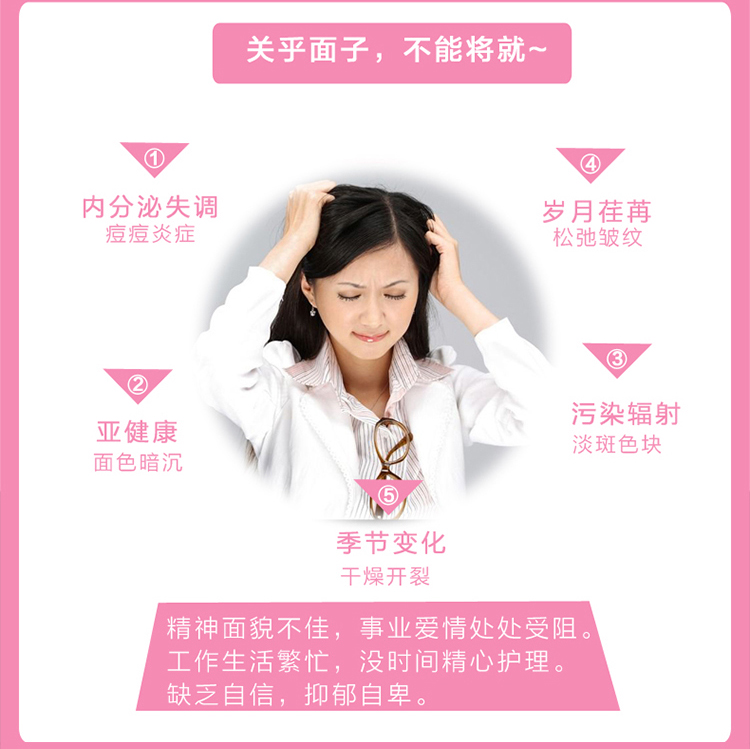 关乎面子，不能将就~
①
内分泌失调
痘痘炎症
④
岁月荏苒
松弛皱纹
②
亚健康
面色暗沉
③
污染辐射
淡斑色块
⑤
季节变化
干燥开裂
精神面貌不佳，事业爱情处处受阻。
工作生活繁忙，没时间精心护理。
缺乏自信，抑郁自卑。